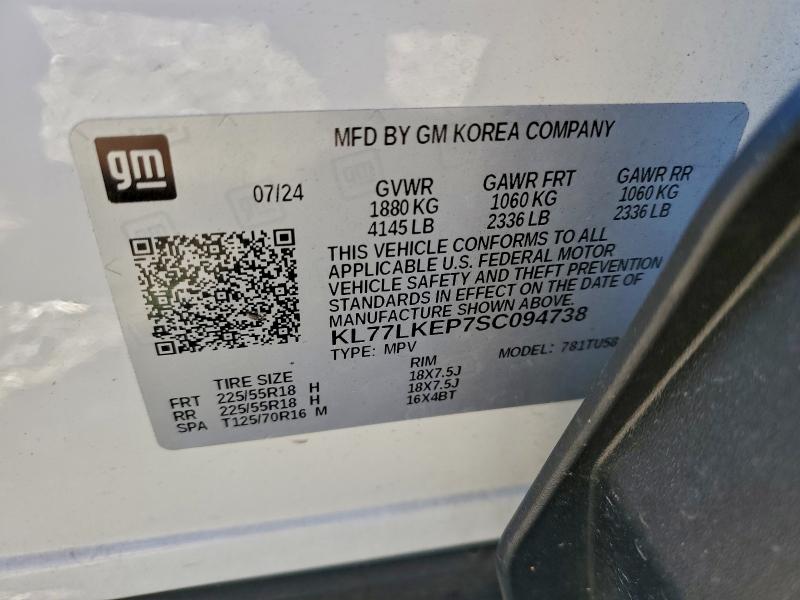 MFD BY GM KOREA COMPANY
gm
07/24
GVWR
1880 KG
4145 LB
GAWR FRT
1060 KG
2336 LB
GAWR RR
1060 KG
2336 LB
THIS VEHICLE CONFORMS TO ALL
APPLICABLE U.S. FEDERAL MOTOR
VEHICLE SAFETY AND THEFT PREVENTION
STANDARDS IN EFFECT ON THE DATE OF
MANUFACTURE SHOWN ABOVE.
KL77LKEP7SC094738
TYPE: MPV
MODEL: 781TU58
TIRE SIZE RIM
FRT 225/55R18 H 18X7.5J
RR 225/55R18 H 18X7.5J
SPA T125/70R16 M 16X4BT